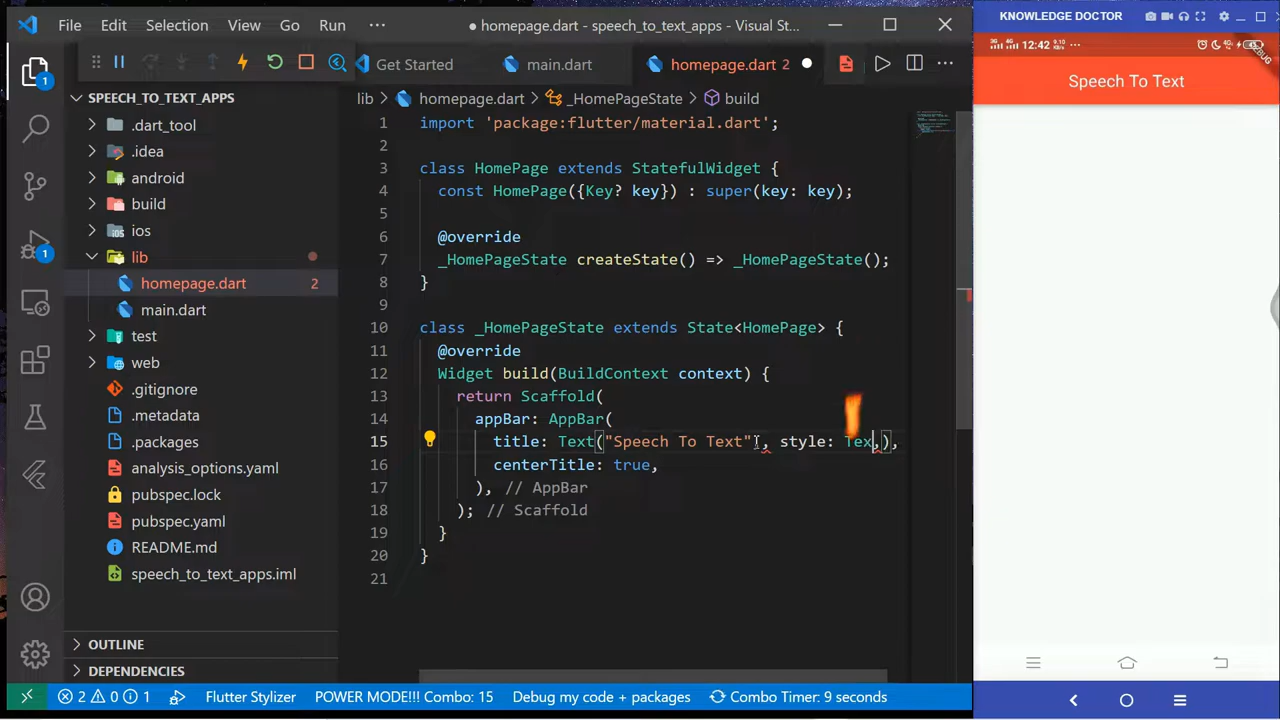 File Edit Selection View Go Run ··· ● homepage.dart - speech_to_text_apps - Visual St...
KNOWLEDGE DOCTOR
12:42
DEBUG
Speech To Text
1
Get Started main.dart homepage.dart 2 ●
SPEECH_TO_TEXT_APPS
lib > homepage.dart > _HomePageState > build
.dart_tool
.idea
android
build
ios
lib
homepage.dart 2
main.dart
test
web
.gitignore
.metadata
.packages
analysis_options.yaml
pubspec.lock
pubspec.yaml
README.md
speech_to_text_apps.iml
OUTLINE
DEPENDENCIES
1
1 import 'package:flutter/material.dart';
2
3 class HomePage extends StatefulWidget {
4 const HomePage({Key? key}) : super(key: key);
5
6 @override
7 _HomePageState createState() => _HomePageState();
8 }
9
10 class _HomePageState extends State<HomePage> {
11 @override
12 Widget build(BuildContext context) {
13 return Scaffold(
14 appBar: AppBar(
15 title: Text("Speech To Text", style: Tex,),
16 centerTitle: true,
17 ), // AppBar
18 ); // Scaffold
19 }
20 }
21
2 0 1 Flutter Stylizer POWER MODE!!! Combo: 15 Debug my code + packages Combo Timer: 9 seconds